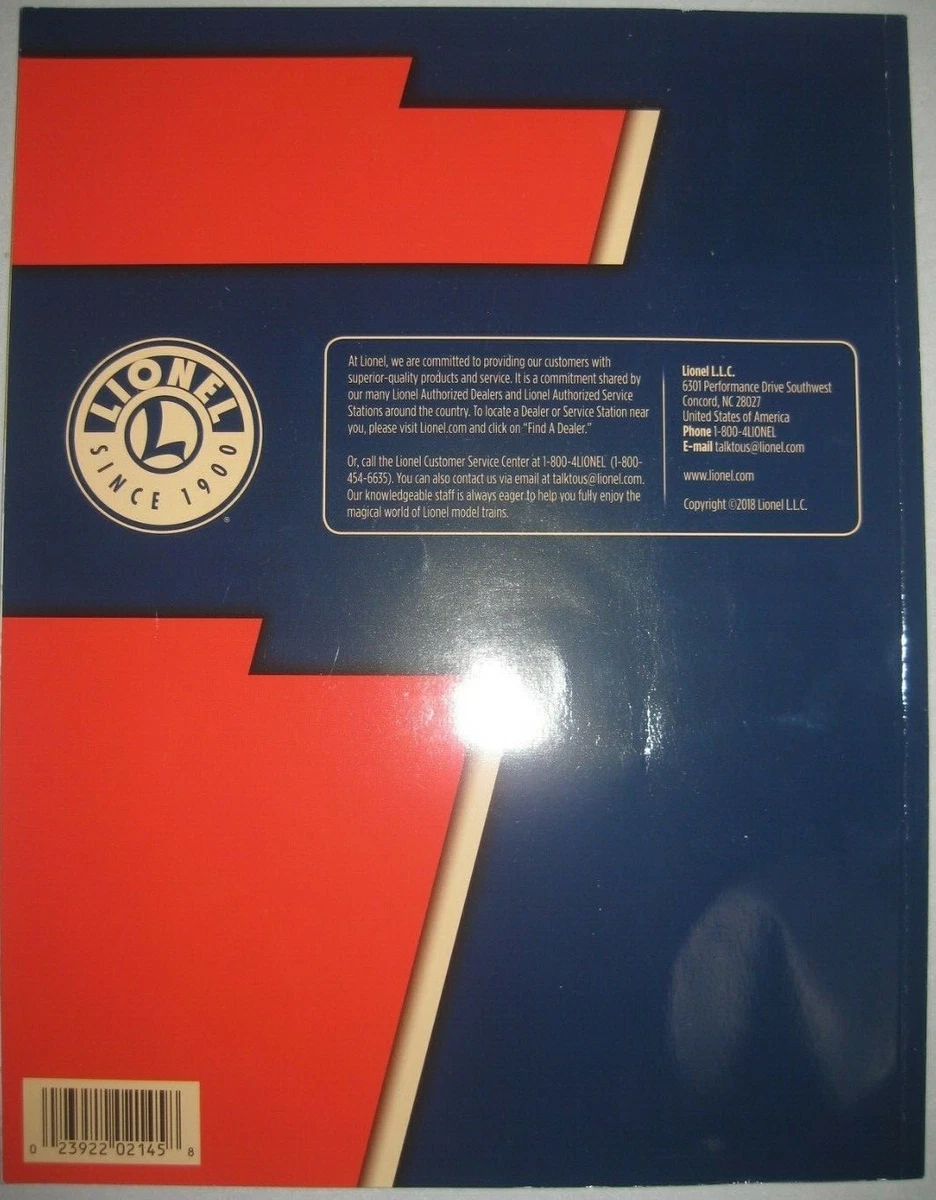 LIONEL
L
SINCE 1900
®
At Lionel, we are committed to providing our customers with
superior-quality products and service. It is a commitment shared by
our many Lionel Authorized Dealers and Lionel Authorized Service
Stations around the country. To locate a Dealer or Service Station near
you, please visit Lionel.com and click on “Find A Dealer.”
Or, call the Lionel Customer Service Center at 1-800-4LIONEL (1-800-
454-6635). You can also contact us via email at talktous@lionel.com.
Our knowledgeable staff is always eager to help you fully enjoy the
magical world of Lionel model trains.
Lionel L.L.C.
6301 Performance Drive Southwest
Concord, NC 28027
United States of America
Phone 1-800-4LIONEL
E-mail talktous@lionel.com
www.lionel.com
Copyright ©2018 Lionel L.L.C.
0 23922 02145 8